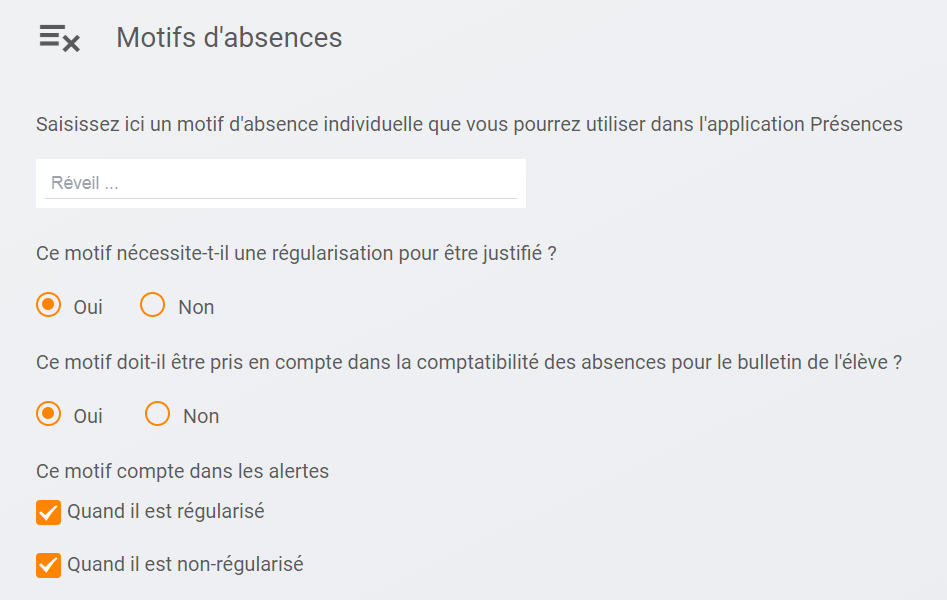 Motifs d'absences
Saisissez ici un motif d'absence individuelle que vous pourrez utiliser dans l'application Présences
Réveil ...
Ce motif nécessite-t-il une régularisation pour être justifié ?
Oui Non
Ce motif doit-il être pris en compte dans la comptatibilité des absences pour le bulletin de l'élève ?
Oui Non
Ce motif compte dans les alertes
Quand il est régularisé
Quand il est non-régularisé